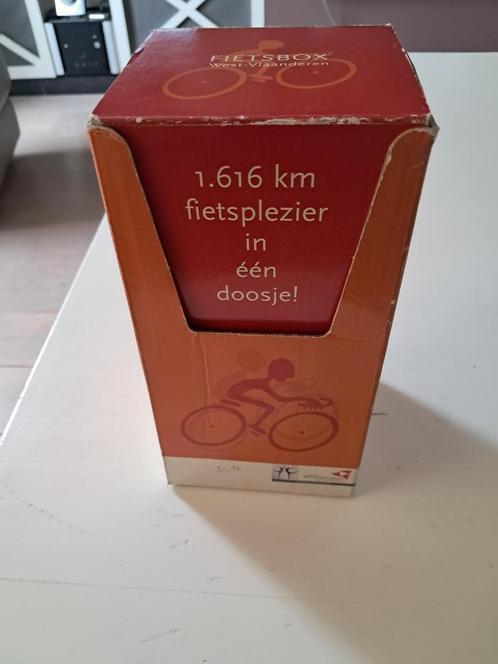 FIETSBOX
West-Vlaanderen
1.616 km
fietsplezier
in
één
doosje!